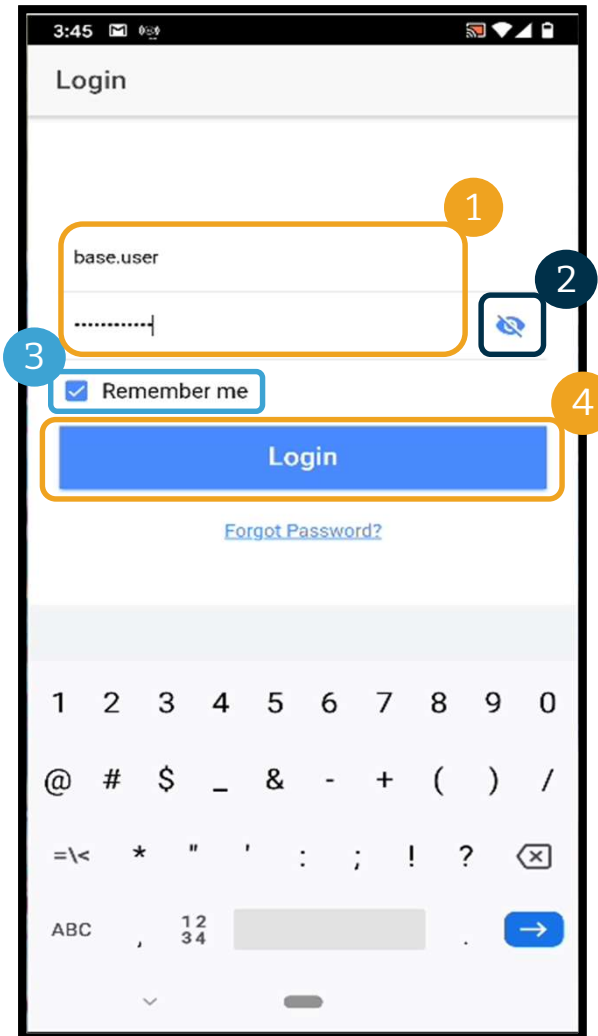 3:45
Login
1
base.user
2
············
3
Remember me
4
Login
Forgot Password?
1 2 3 4 5 6 7 8 9 0
@ # $ _ & - + ( ) /
=\< * " ' : ; ! ?
ABC , 12 34 .